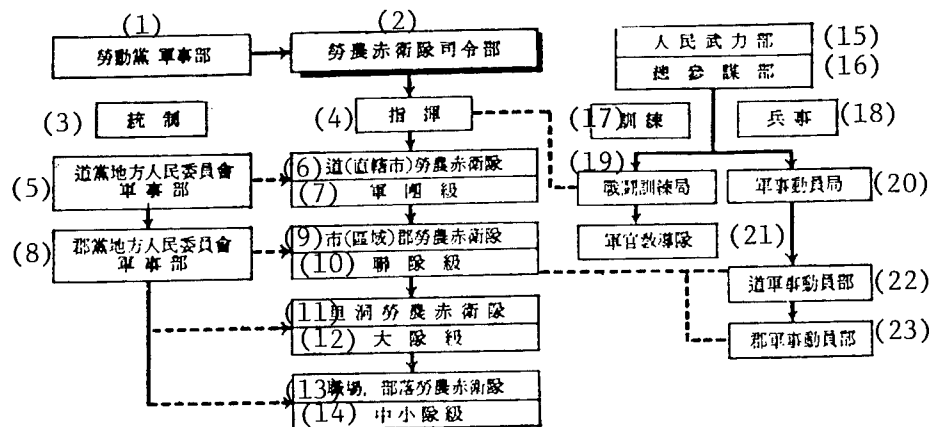 (1)
勞動黨 軍事部
(2)
勞農赤衛隊司令部
人民武力部 (15)
總參謀部 (16)
(3) 統制
(4) 指揮
(17) 訓練
兵事 (18)
(5) 道黨地方人民委員會
軍事部
(6) 道(直轄市)勞農赤衛隊
(7) 軍團級
(19)
戰鬪訓練局
軍事動員局 (20)
(8) 郡黨地方人民委員會
軍事部
(9) 市(區域)郡勞農赤衛隊
(10) 聯隊級
軍官敎導隊 (21)
道軍事動員部 (22)
(11) 里洞勞農赤衛隊
(12) 大隊級
郡軍事動員部 (23)
(13) 職場, 部落勞農赤衛隊
(14) 中小隊級